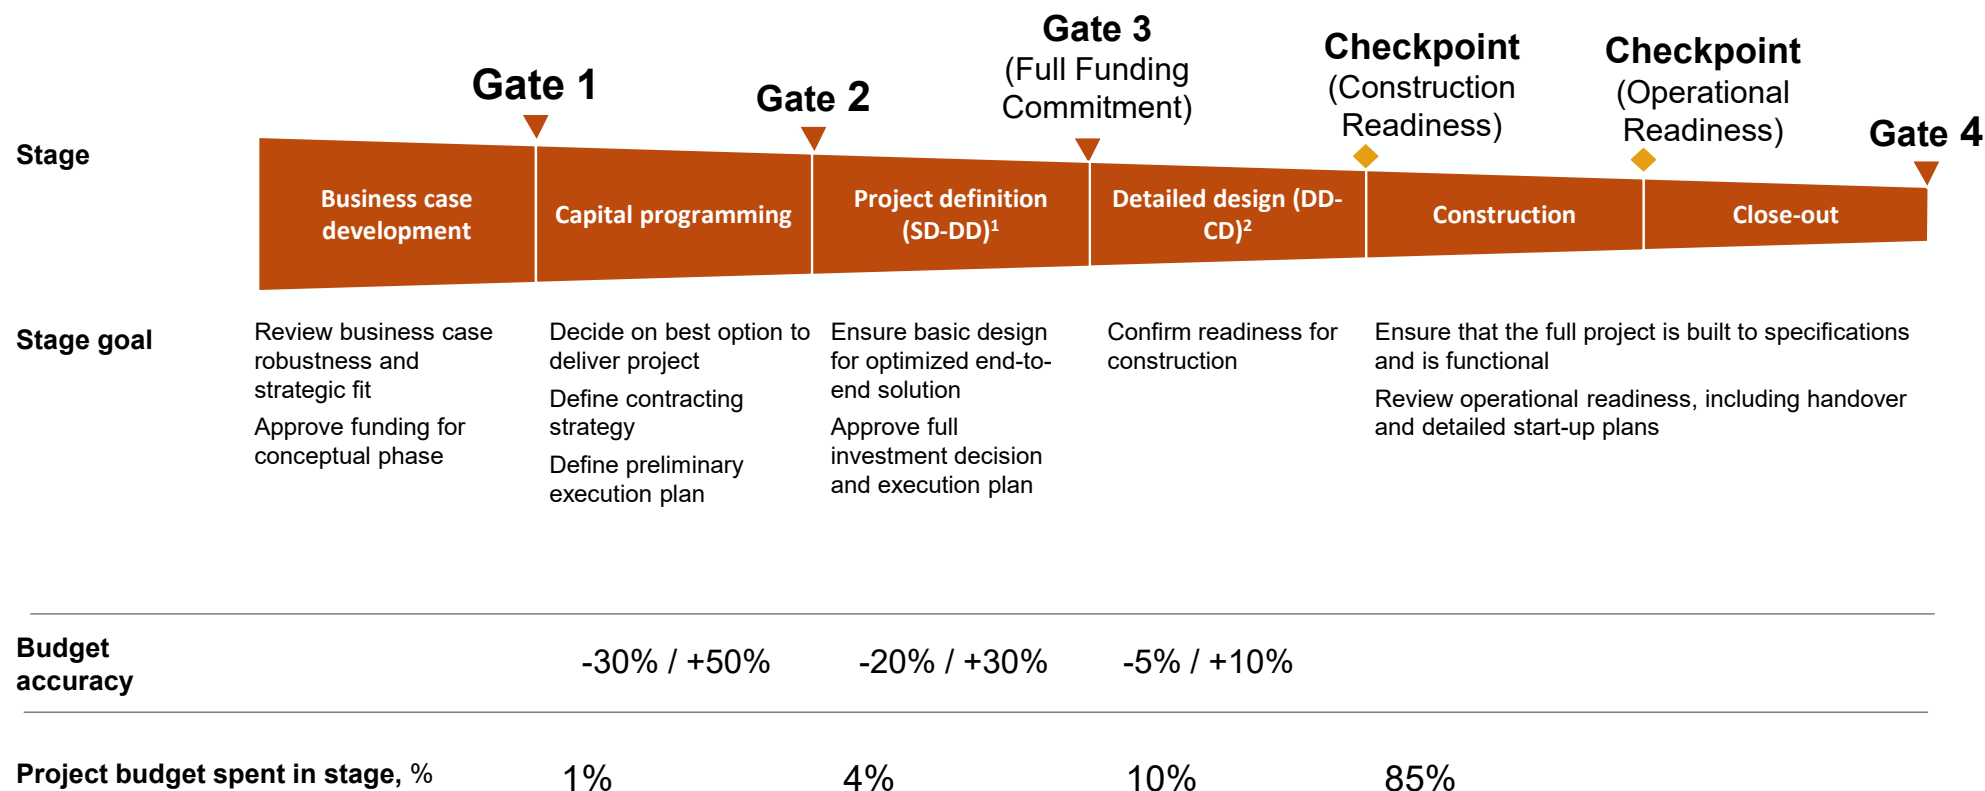 Gate 1
Gate 2
Gate 3
(Full Funding
Commitment)
Checkpoint
(Construction
Readiness)
Checkpoint
(Operational
Readiness)
Gate 4
Stage
Business case
development
Capital programming
Project definition
(SD-DD)¹
Detailed design (DD-
CD)²
Construction
Close-out
Stage goal
Review business case
robustness and
strategic fit
Approve funding for
conceptual phase
Decide on best option to
deliver project
Define contracting
strategy
Define preliminary
execution plan
Ensure basic design
for optimized end-to-
end solution
Approve full
investment decision
and execution plan
Confirm readiness for
construction
Ensure that the full project is built to specifications
and is functional
Review operational readiness, including handover
and detailed start-up plans
Budget
accuracy
-30% / +50%
-20% / +30%
-5% / +10%
Project budget spent in stage, %
1%
4%
10%
85%